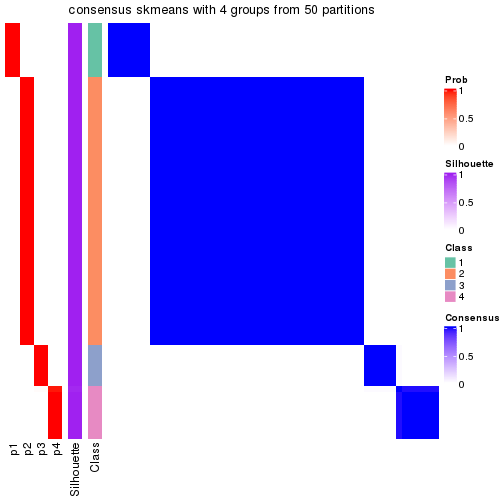 consensus skmeans with 4 groups from 50 partitions
Prob
1
0.5
0
Silhouette
1
0.5
0
Class
1
2
3
4
Consensus
1
0.5
0
p1
p2
p3
p4
Silhouette
Class